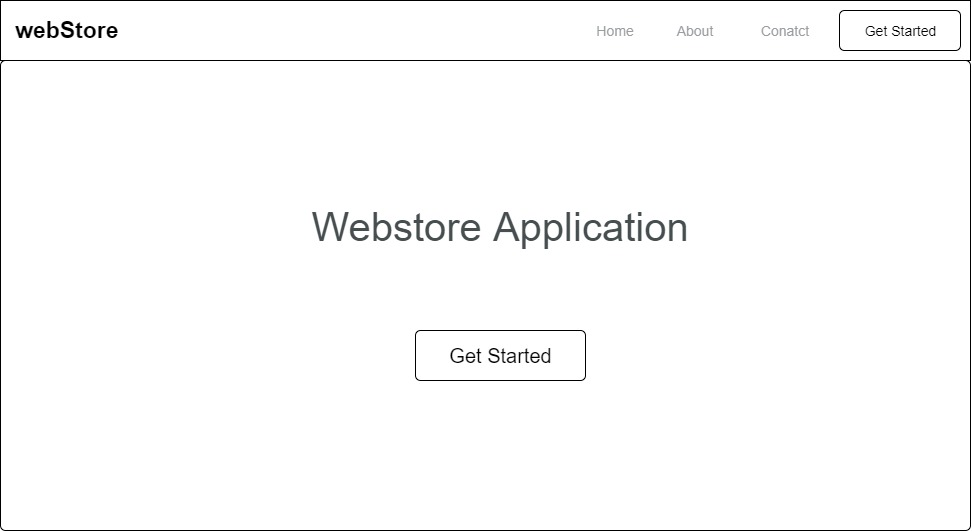 webStore
Home
About
Conatct
Get Started
Webstore Application
Get Started